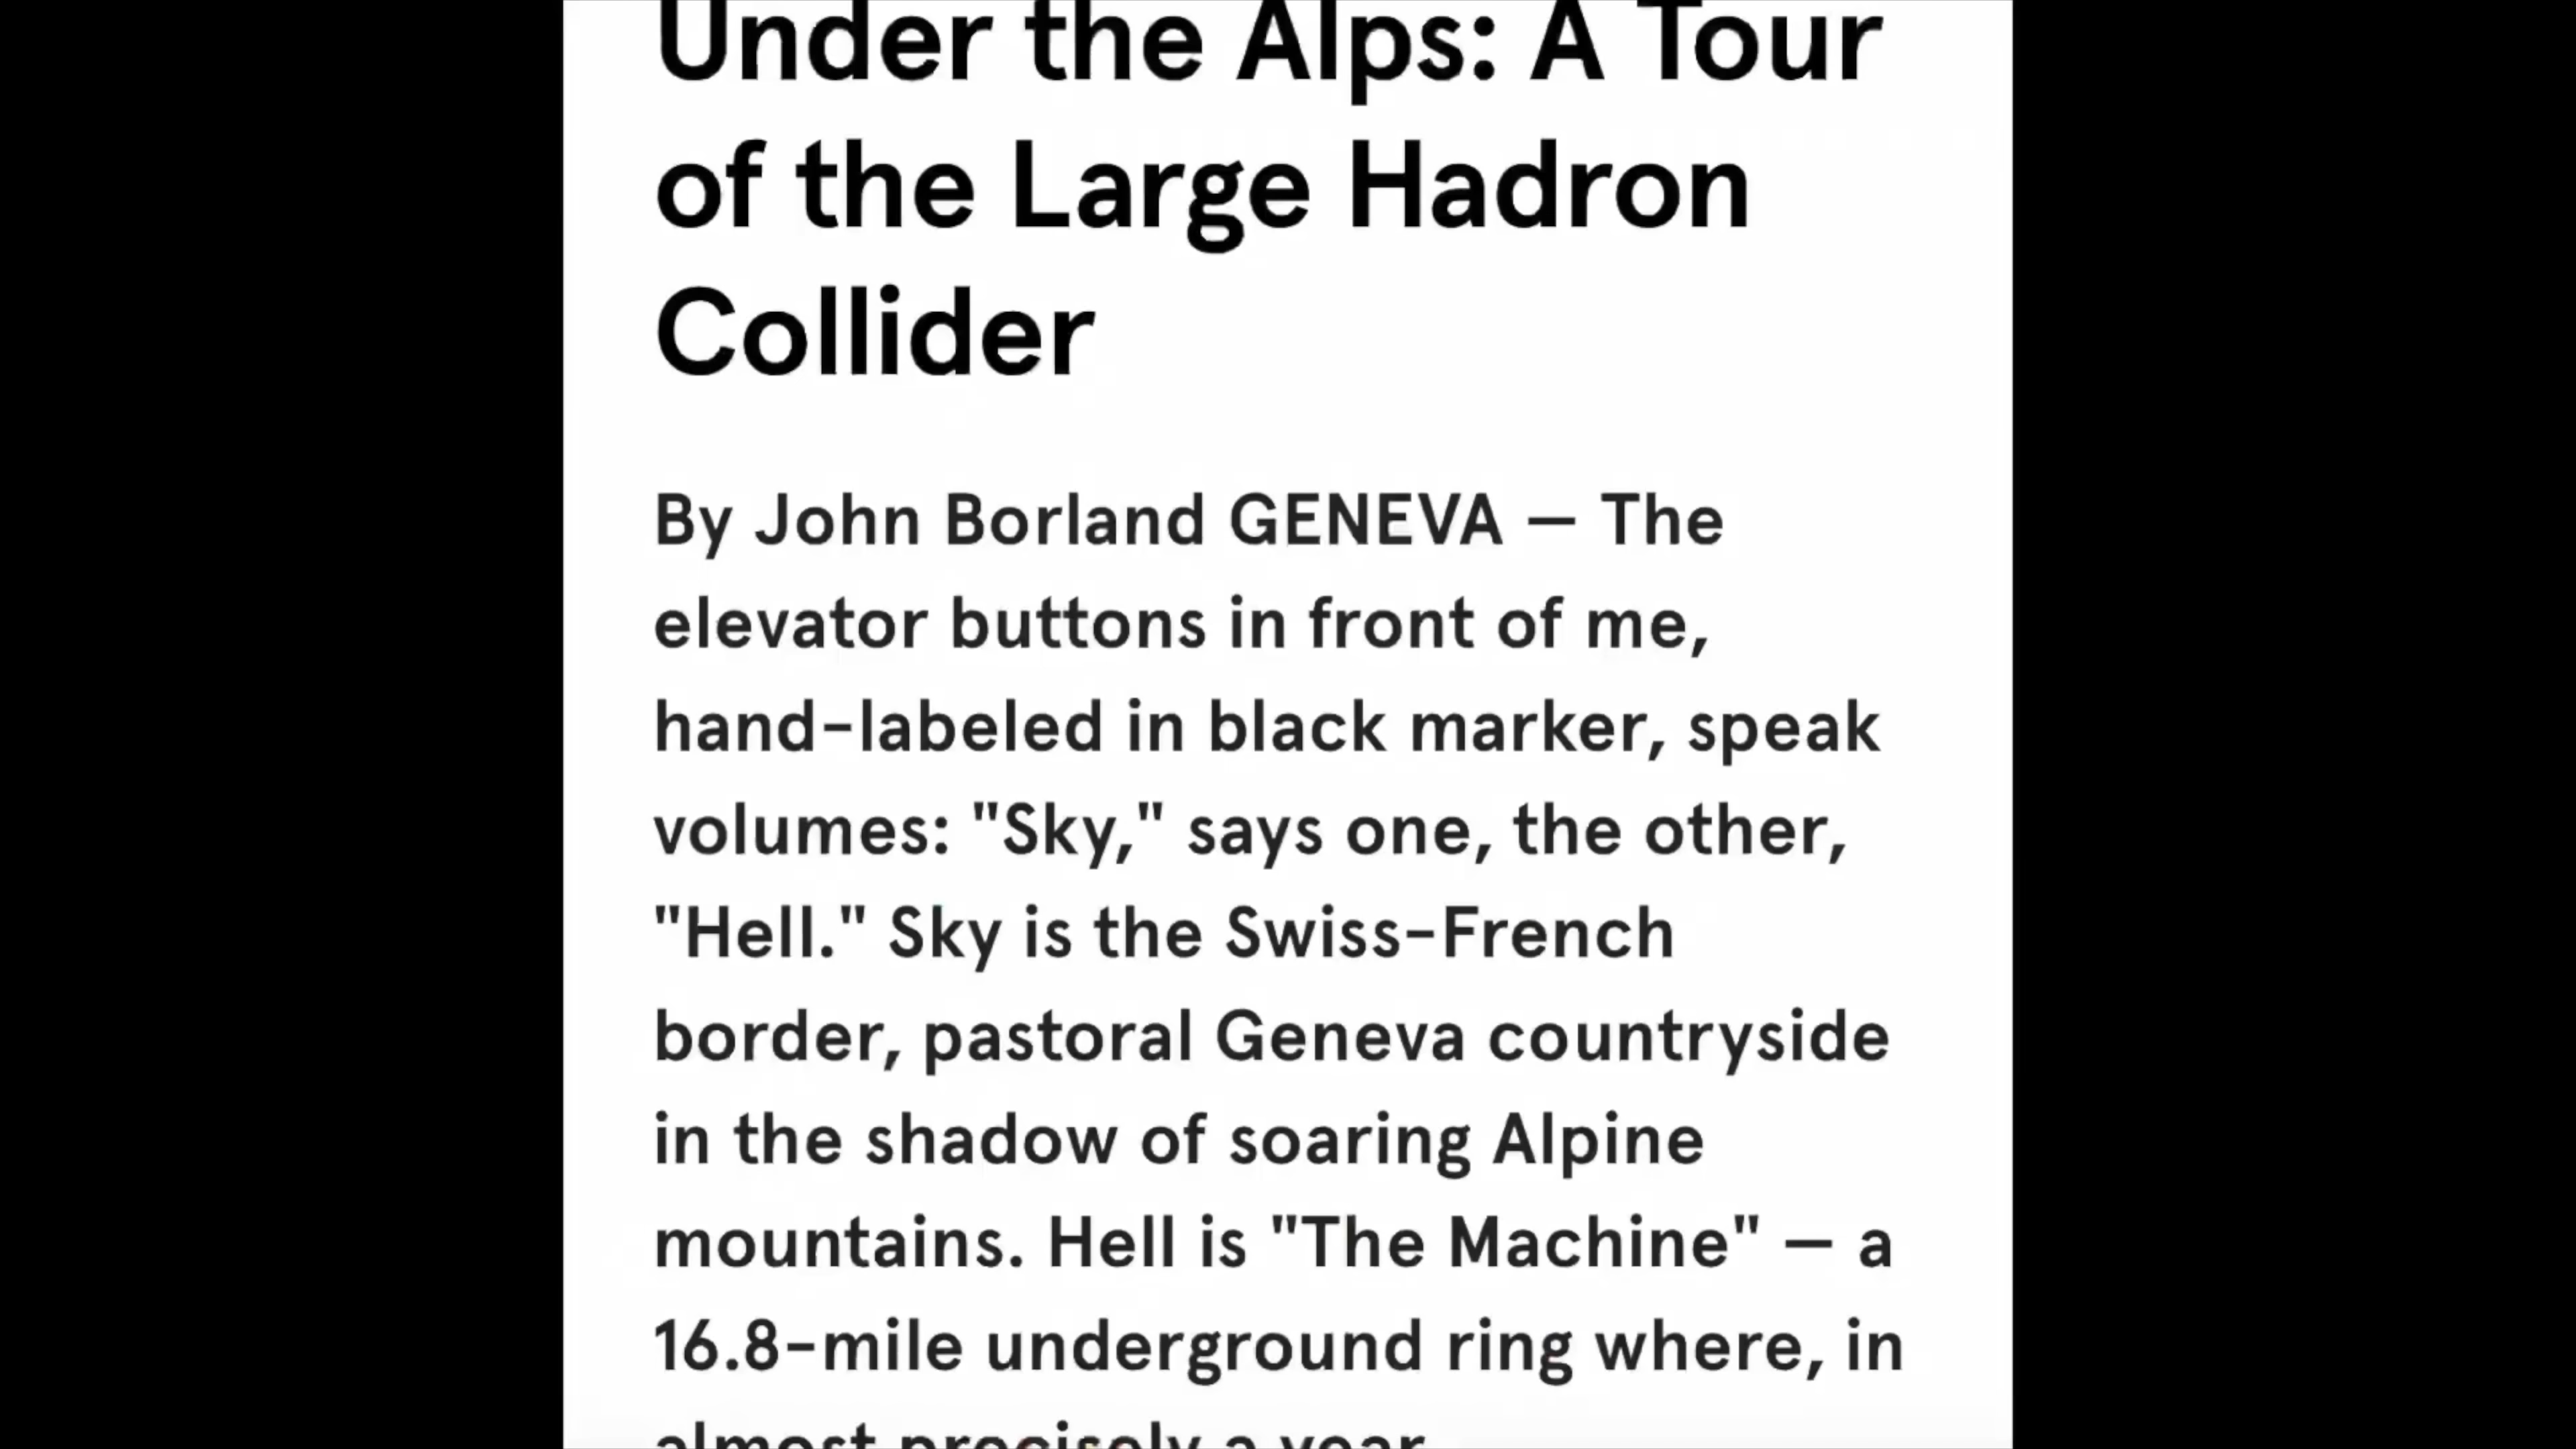 Under the Alps: A Tour
of the Large Hadron
Collider
By John Borland GENEVA — The
elevator buttons in front of me,
hand-labeled in black marker, speak
volumes: "Sky," says one, the other,
"Hell." Sky is the Swiss-French
border, pastoral Geneva countryside
in the shadow of soaring Alpine
mountains. Hell is "The Machine" — a
16.8-mile underground ring where, in
almost precisely a year